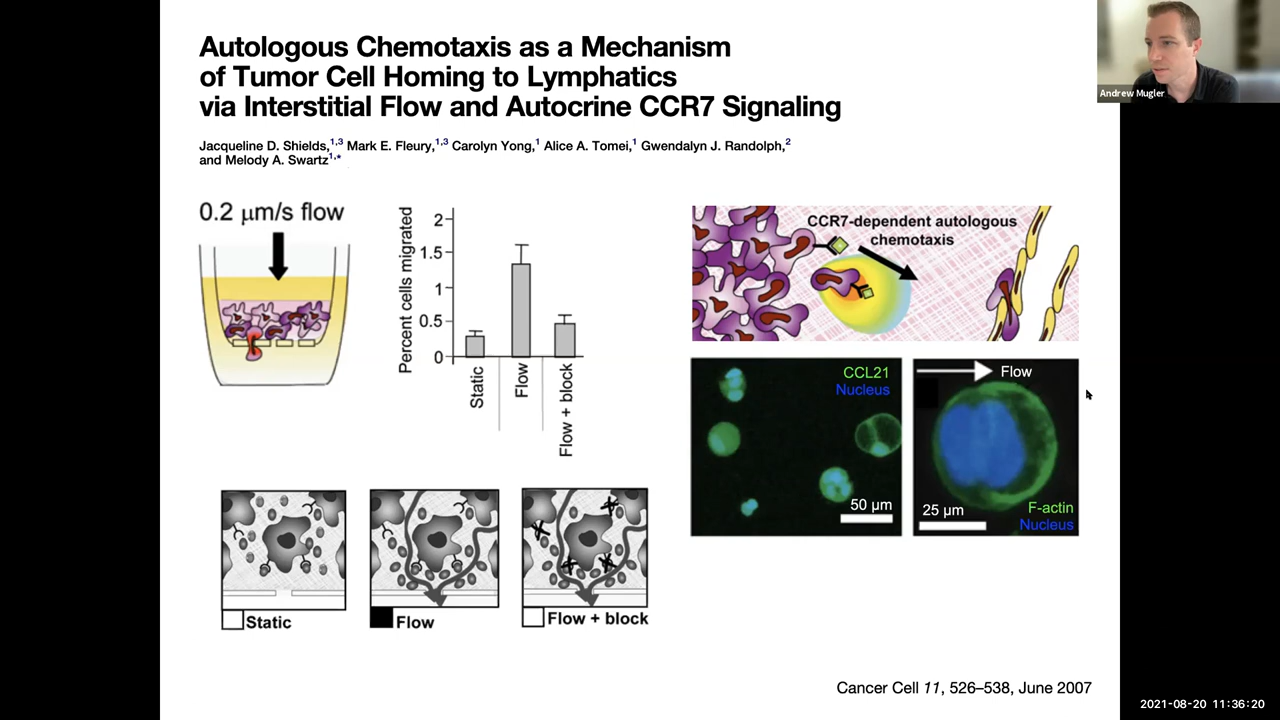 Autologous Chemotaxis as a Mechanism
of Tumor Cell Homing to Lymphatics
via Interstitial Flow and Autocrine CCR7 Signaling
Jacqueline D. Shields,1,3 Mark E. Fleury,1,3 Carolyn Yong,1 Alice A. Tomei,1 Gwendalyn J. Randolph,2
and Melody A. Swartz1,*
Andrew Mugler
0.2 μm/s flow
Percent cells migrated
2
1.5
1
0.5
0
Static
Flow
Flow + block
CCR7-dependent autologous
chemotaxis
CCL21
Nucleus
50 μm
Flow
25 μm
F-actin
Nucleus
Static
Flow
Flow + block
Cancer Cell 11, 526–538, June 2007
2021-08-20 11:36:20